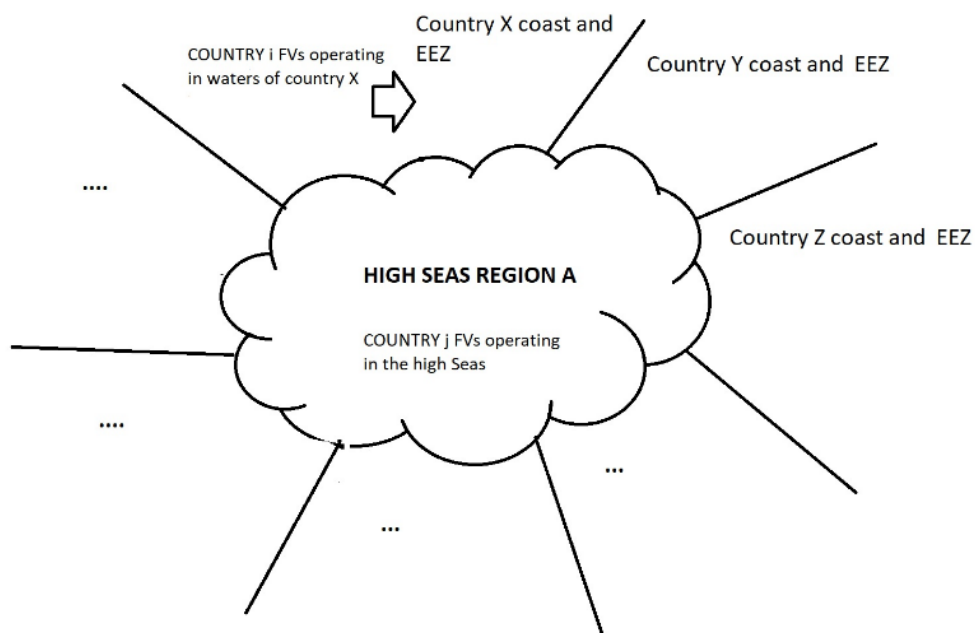 Country X coast and
EEZ
COUNTRY i FVs operating
in waters of country X
Country Y coast and EEZ
....
Country Z coast and EEZ
HIGH SEAS REGION A
COUNTRY j FVs operating
in the high Seas
....
...
...